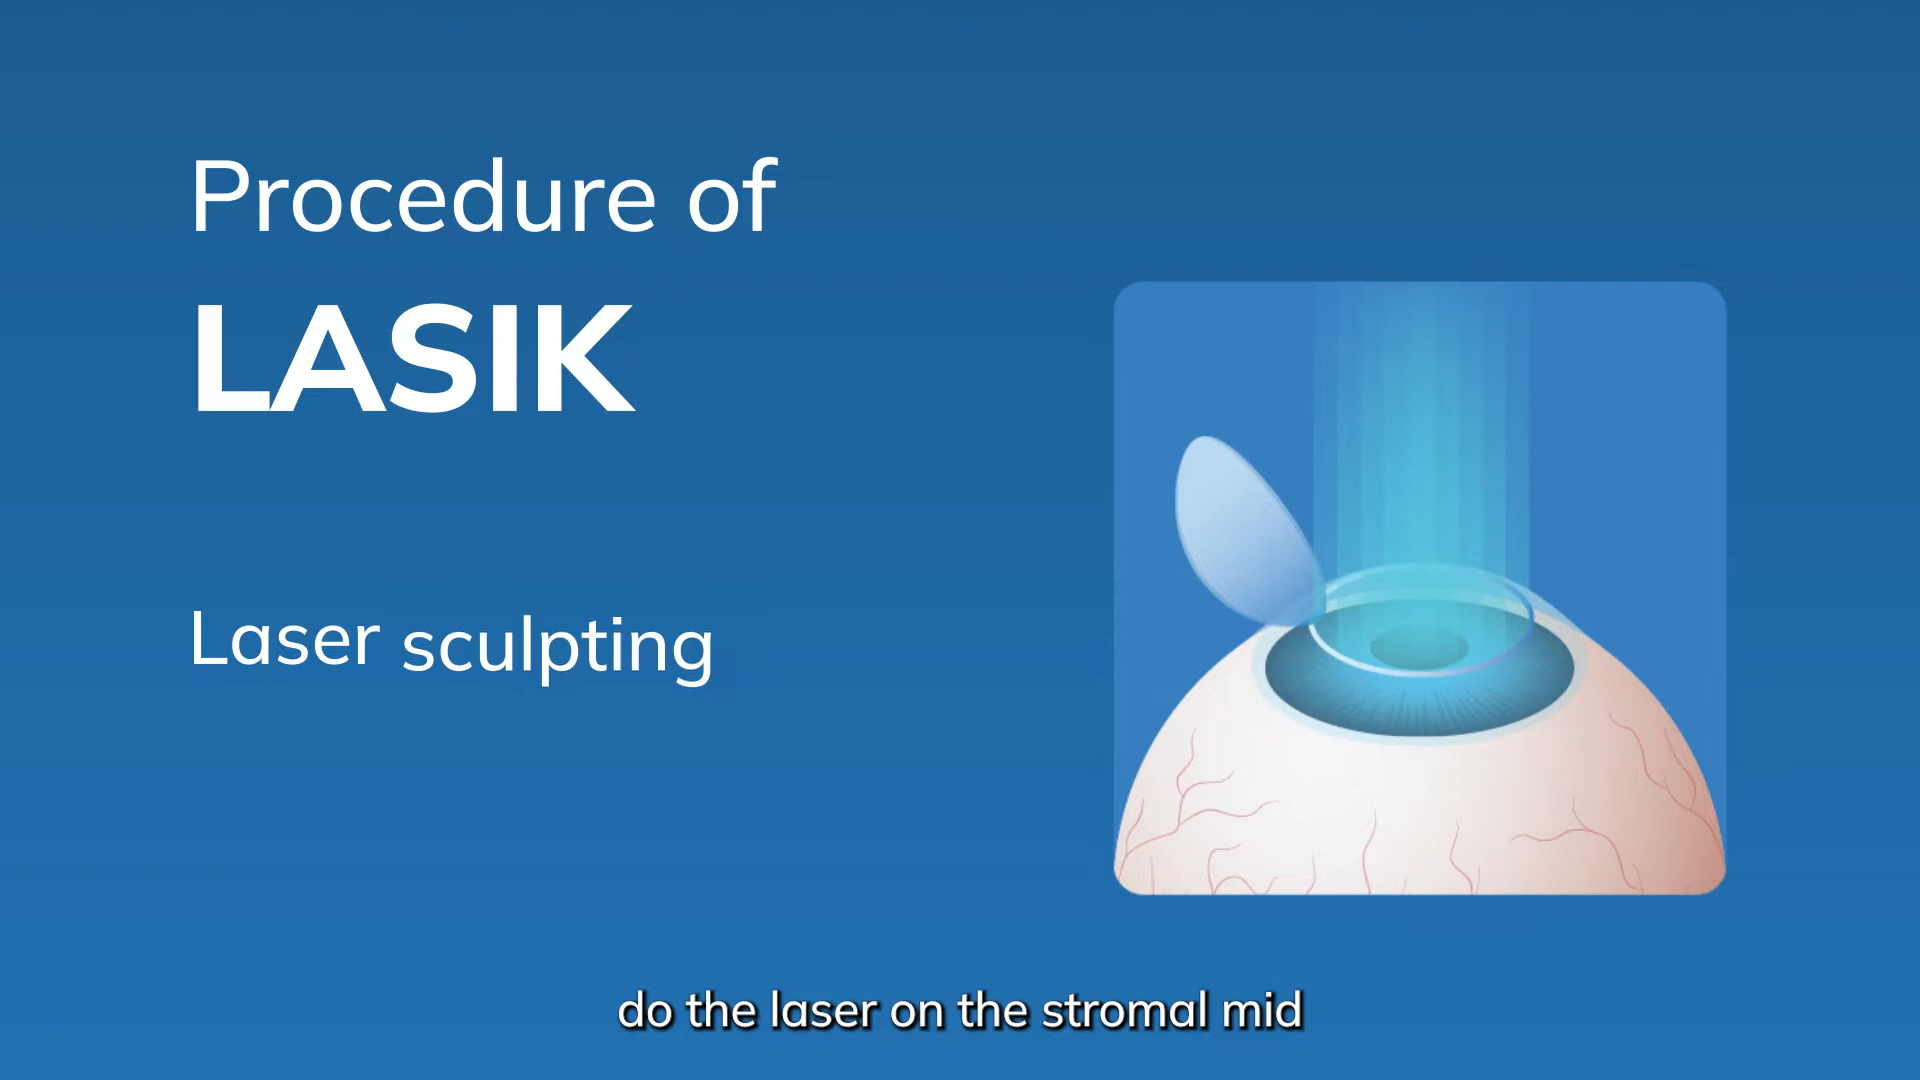 Procedure of
LASIK
Laser sculpting
do the laser on the stromal mid